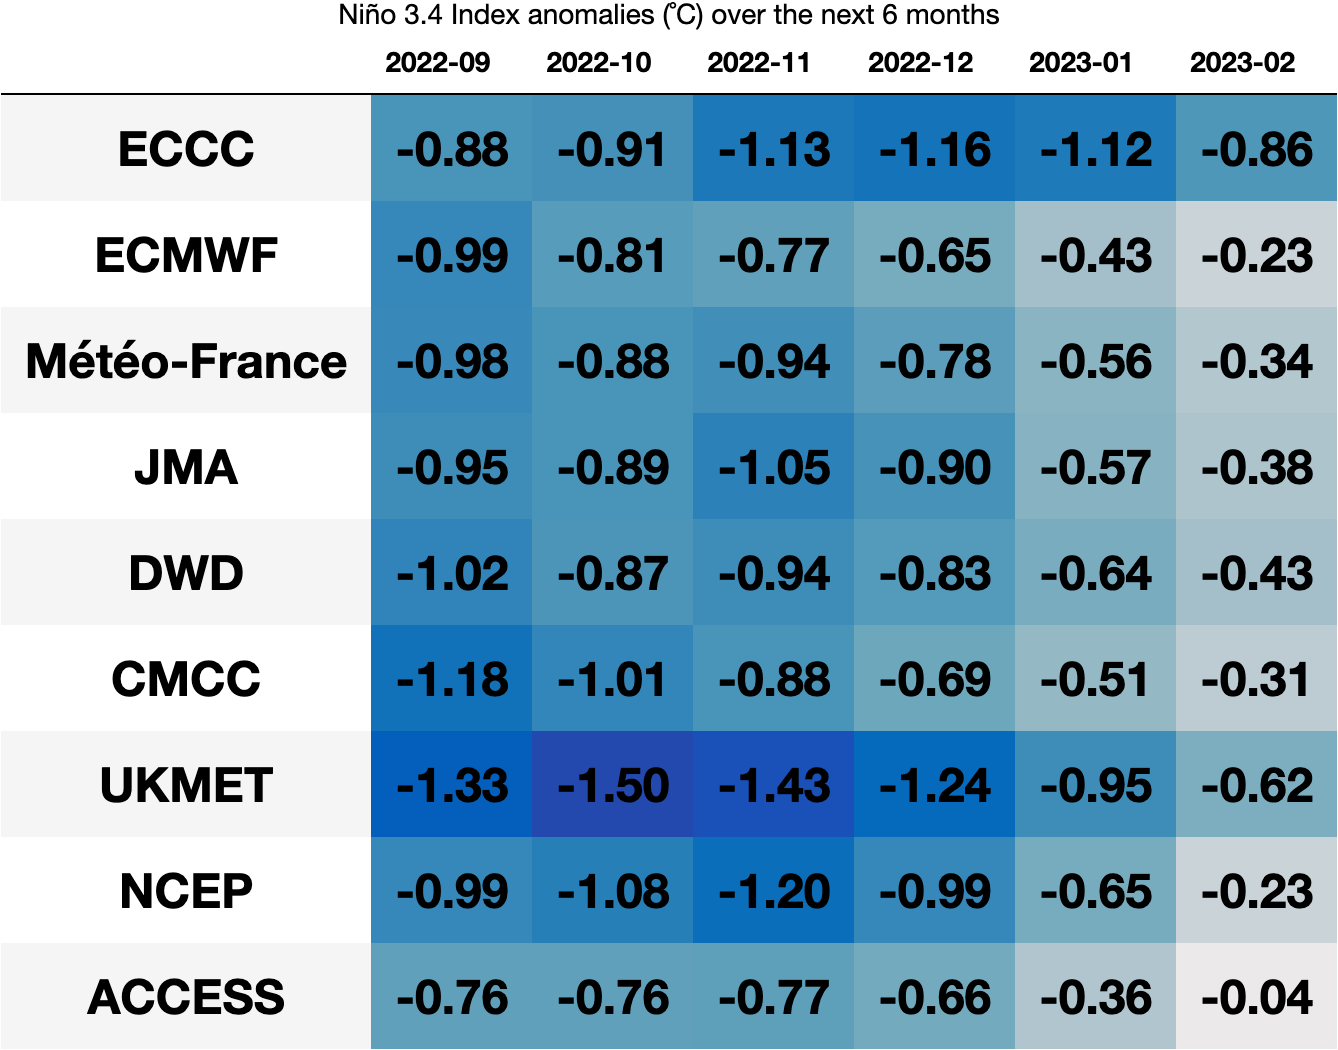 Niño 3.4 Index anomalies (˚C) over the next 6 months
2022-09 2022-10 2022-11 2022-12 2023-01 2023-02
ECCC -0.88 -0.91 -1.13 -1.16 -1.12 -0.86
ECMWF -0.99 -0.81 -0.77 -0.65 -0.43 -0.23
Météo-France -0.98 -0.88 -0.94 -0.78 -0.56 -0.34
JMA -0.95 -0.89 -1.05 -0.90 -0.57 -0.38
DWD -1.02 -0.87 -0.94 -0.83 -0.64 -0.43
CMCC -1.18 -1.01 -0.88 -0.69 -0.51 -0.31
UKMET -1.33 -1.50 -1.43 -1.24 -0.95 -0.62
NCEP -0.99 -1.08 -1.20 -0.99 -0.65 -0.23
ACCESS -0.76 -0.76 -0.77 -0.66 -0.36 -0.04